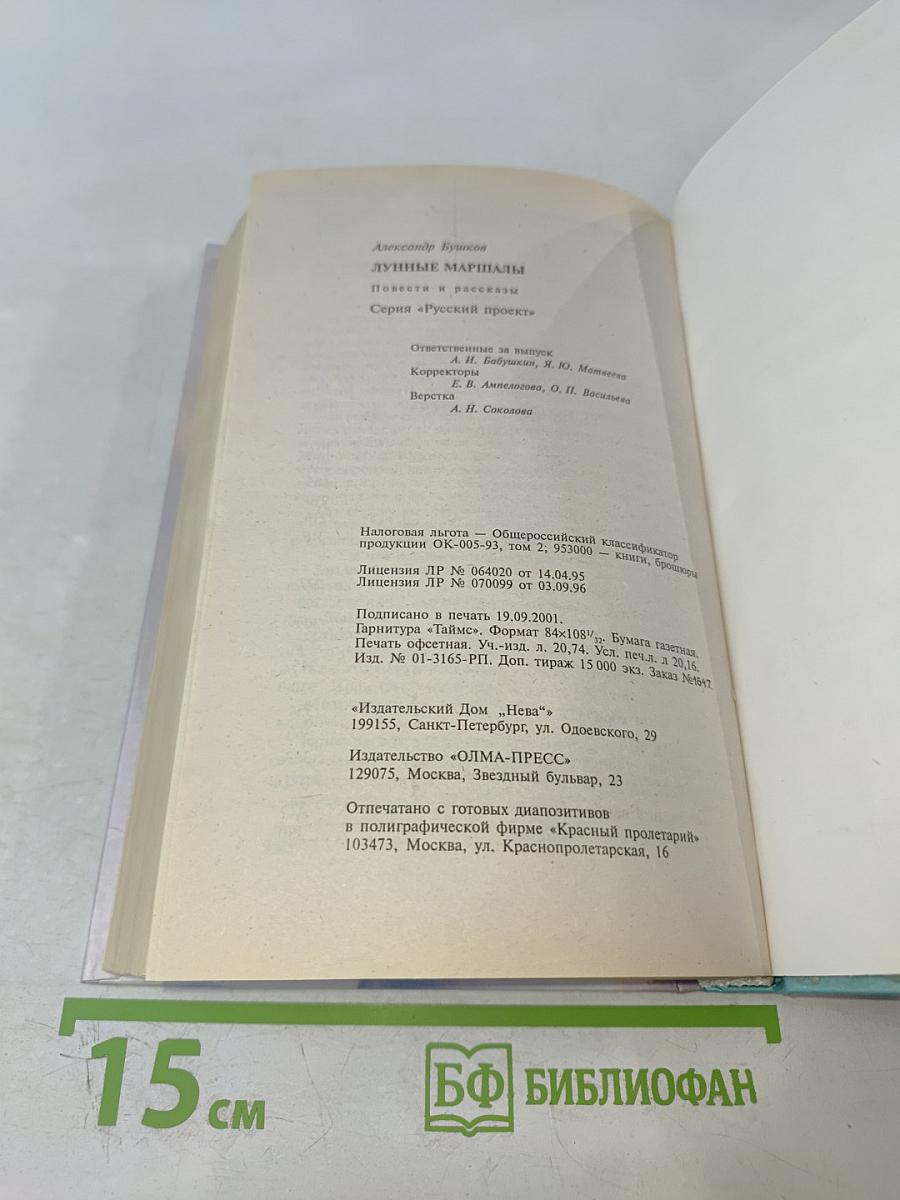 Александр Бушков
ЛУННЫЕ МАРШАЛЫ
Повести и рассказы
Серия «Русский проект»
Ответственные за выпуск
А. И. Бабушкин, Я. Ю. Матвеева
Корректоры
Е. В. Ампелогова, О. П. Васильева
Верстка
А. Н. Соколова
Налоговая льгота — Общероссийский классификатор
продукции ОК-005-93, том 2; 953000 — книги, брошюры
Лицензия ЛР № 064020 от 14.04.95
Лицензия ЛР № 070099 от 03.09.96
Подписано в печать 19.09.2001.
Гарнитура «Таймс». Формат 84×108 1/32. Бумага газетная.
Печать офсетная. Уч.-изд. л. 20,74. Усл. печ.л. л 20,16.
Изд. № 01-3165-РП. Доп. тираж 15 000 экз. Заказ №1547
«Издательский Дом „Нева“»
199155, Санкт-Петербург, ул. Одоевского, 29
Издательство «ОЛМА-ПРЕСС»
129075, Москва, Звездный бульвар, 23
Отпечатано с готовых диапозитивов
в полиграфической фирме «Красный пролетарий»
103473, Москва, ул. Краснопролетарская, 16
15 см
БФ БИБЛИОФАН